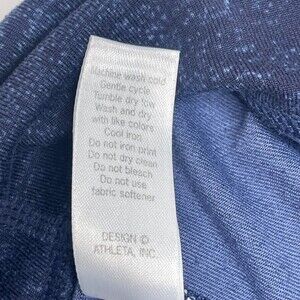 Machine wash cold
Gentle cycle
Tumble dry low
Wash and dry
with like colors
Cool iron
Do not iron print
Do not dry clean
Do not bleach
Do not use
fabric softener
DESIGN ©
ATHLETA, INC.